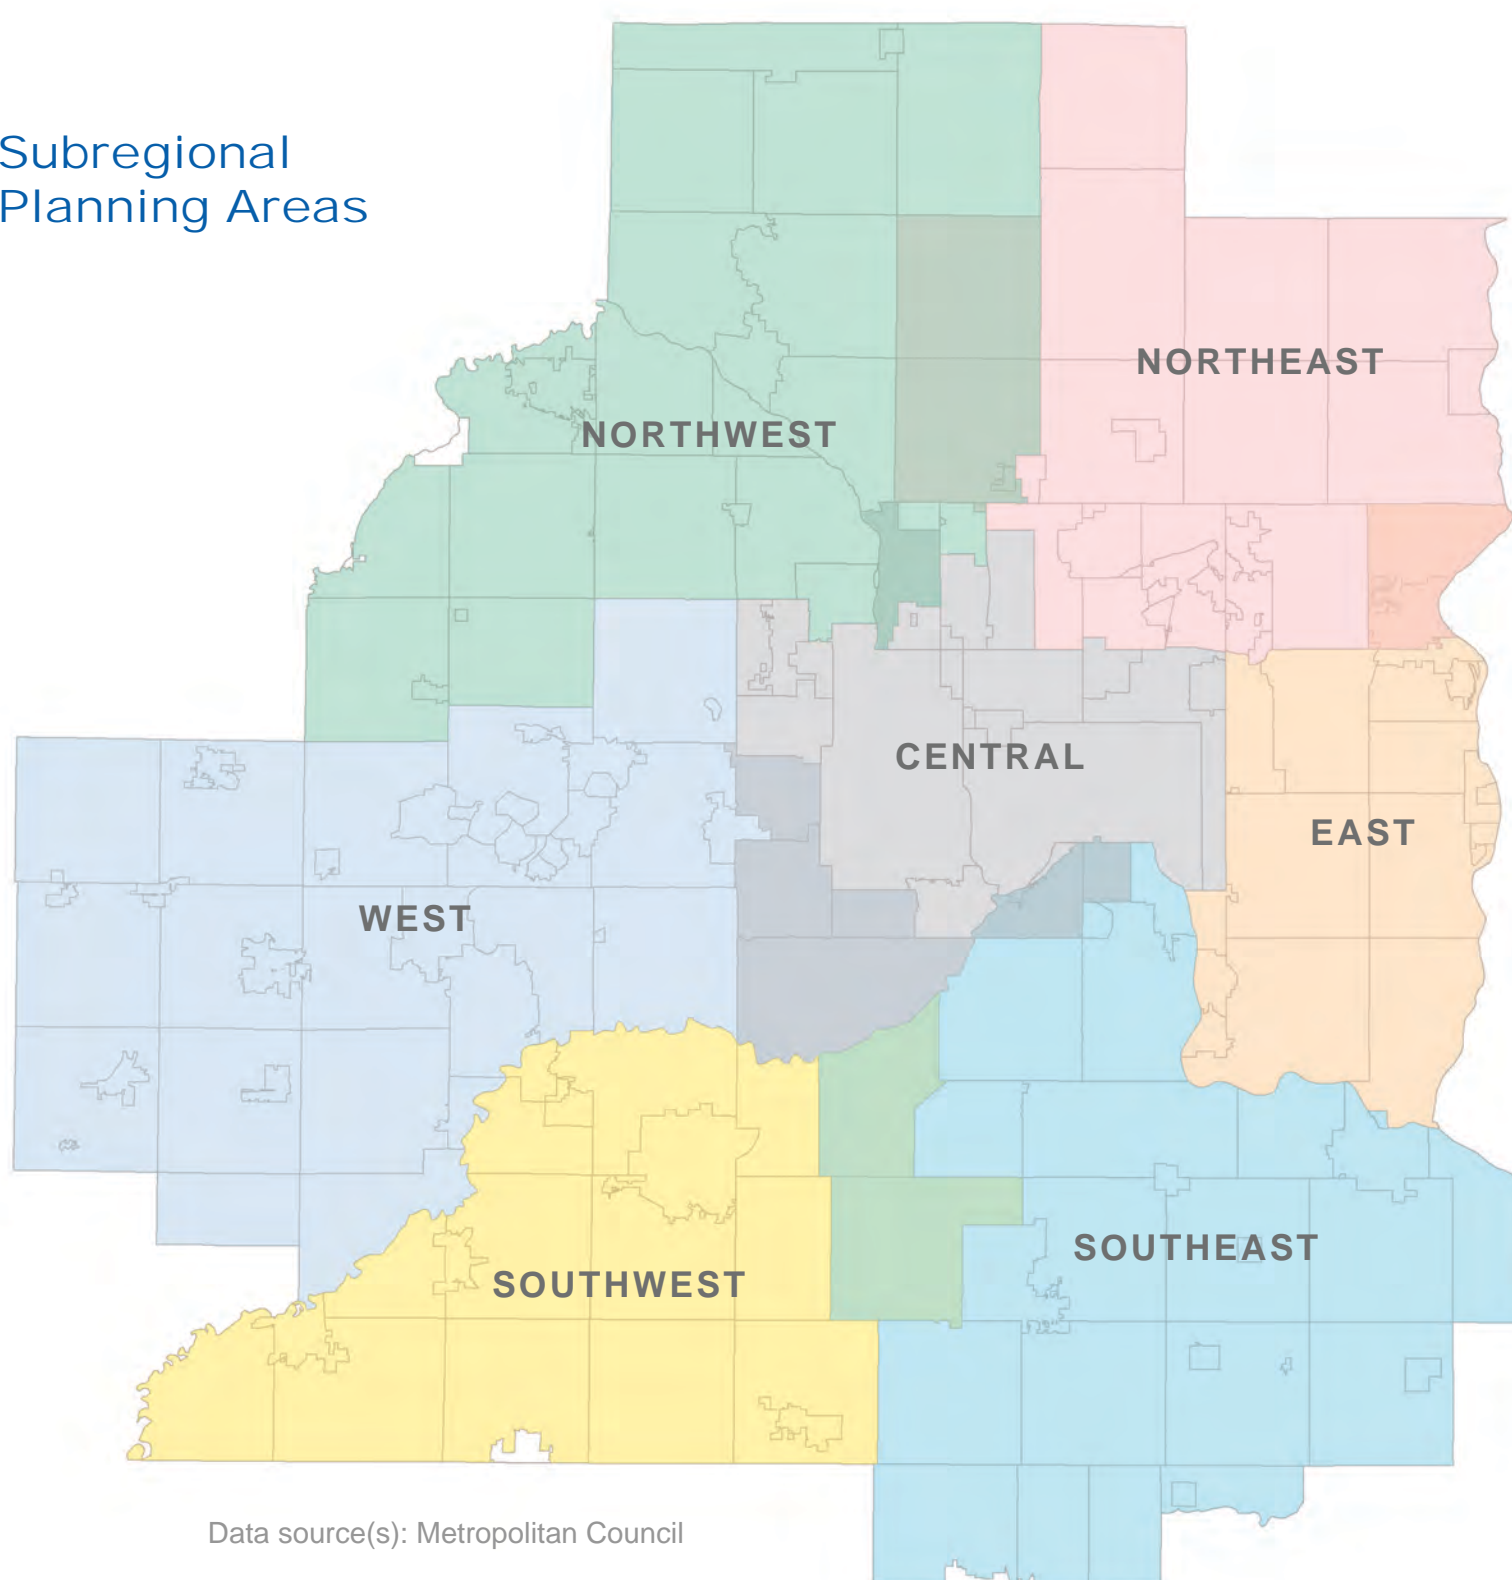 Subregional
Planning Areas
NORTHEAST
NORTHWEST
CENTRAL
EAST
WEST
SOUTHEAST
SOUTHWEST
Data source(s): Metropolitan Council